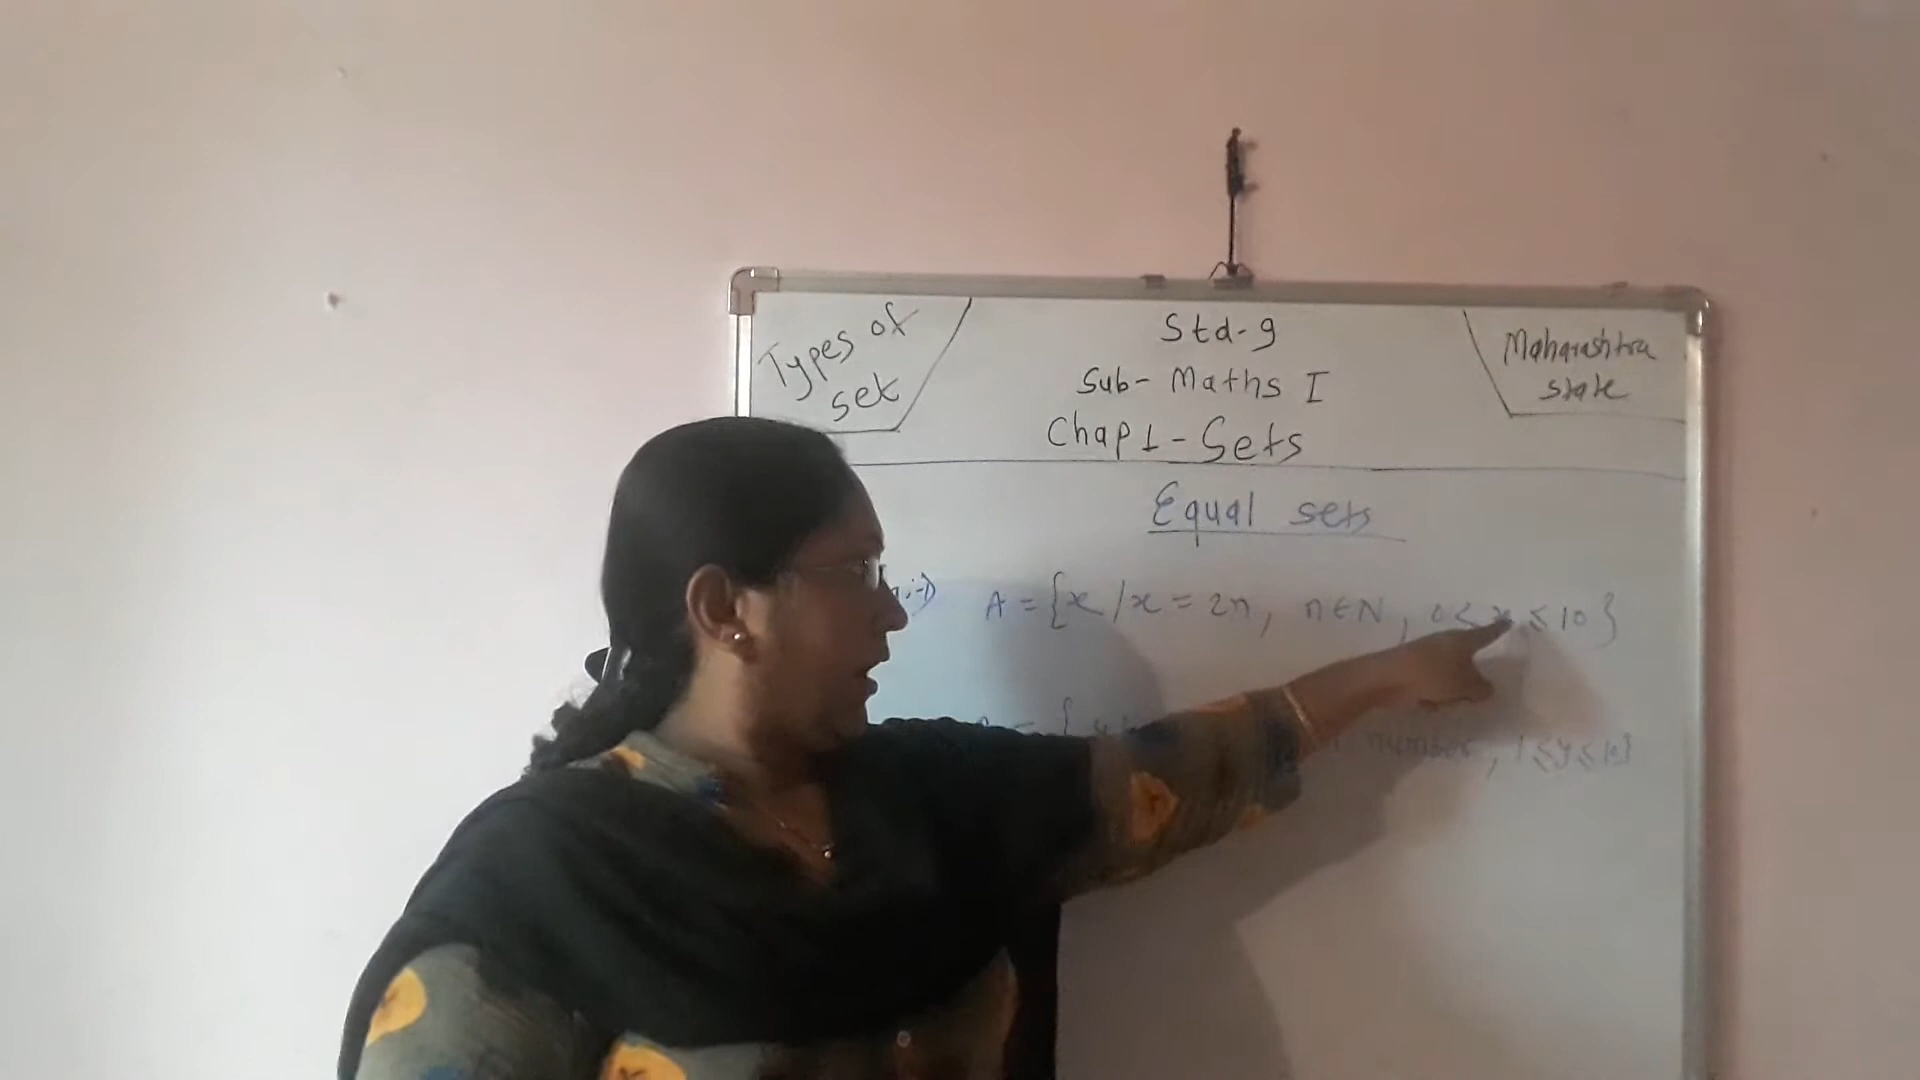 Types of
set
Std-9
Sub- Maths I
Chap 1 - Sets
Maharashtra
state
Equal sets
A = {x / x = 2n, n ∈ N, 0 < x ≤ 10}
= { number, 1 ≤ y ≤ 10}